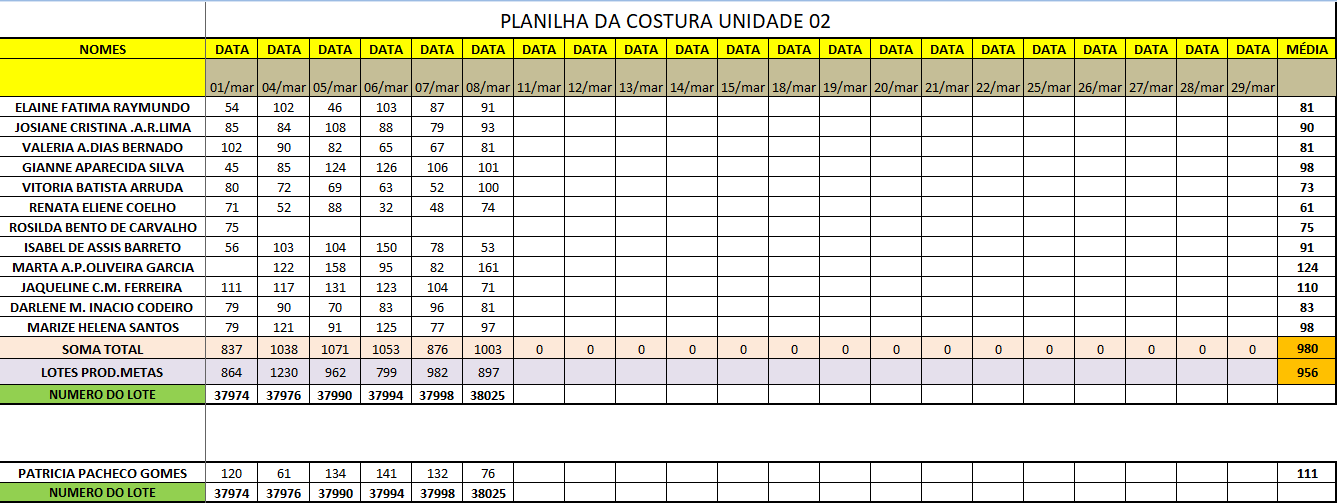 PLANILHA DA COSTURA UNIDADE 02
NOMES DATA DATA DATA DATA DATA DATA DATA DATA DATA DATA DATA DATA DATA DATA DATA DATA DATA DATA DATA DATA DATA MÉDIA
01/mar 04/mar 05/mar 06/mar 07/mar 08/mar 11/mar 12/mar 13/mar 14/mar 15/mar 18/mar 19/mar 20/mar 21/mar 22/mar 25/mar 26/mar 27/mar 28/mar 29/mar
ELAINE FATIMA RAYMUNDO 54 102 46 103 87 91 81
JOSIANE CRISTINA .A.R.LIMA 85 84 108 88 79 93 90
VALERIA A.DIAS BERNADO 102 90 82 65 67 81 81
GIANNE APARECIDA SILVA 45 85 124 126 106 101 98
VITORIA BATISTA ARRUDA 80 72 69 63 52 100 73
RENATA ELIENE COELHO 71 52 88 32 48 74 61
ROSILDA BENTO DE CARVALHO 75 75
ISABEL DE ASSIS BARRETO 56 103 104 150 78 53 91
MARTA A.P.OLIVEIRA GARCIA 122 158 95 82 161 124
JAQUELINE C.M. FERREIRA 111 117 131 123 104 71 110
DARLENE M. INACIO CODEIRO 79 90 70 83 96 81 83
MARIZE HELENA SANTOS 79 121 91 125 77 97 98
SOMA TOTAL 837 1038 1071 1053 876 1003 0 0 0 0 0 0 0 0 0 0 0 0 0 0 0 980
LOTES PROD.METAS 864 1230 962 799 982 897 956
NUMERO DO LOTE 37974 37976 37990 37994 37998 38025
PATRICIA PACHECO GOMES 120 61 134 141 132 76 111
NUMERO DO LOTE 37974 37976 37990 37994 37998 38025